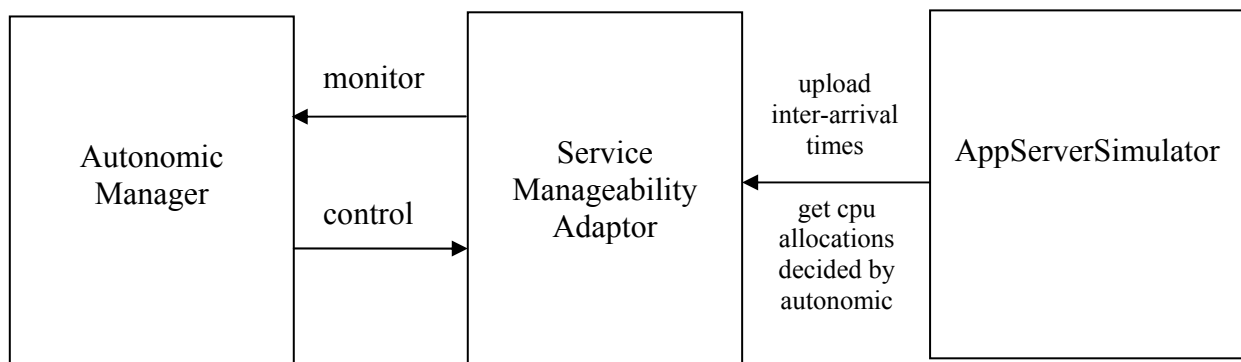 monitor
Autonomic
Manager
control
Service
Manageability
Adaptor
upload
inter-arrival
times
get cpu
allocations
decided by
autonomic
AppServerSimulator